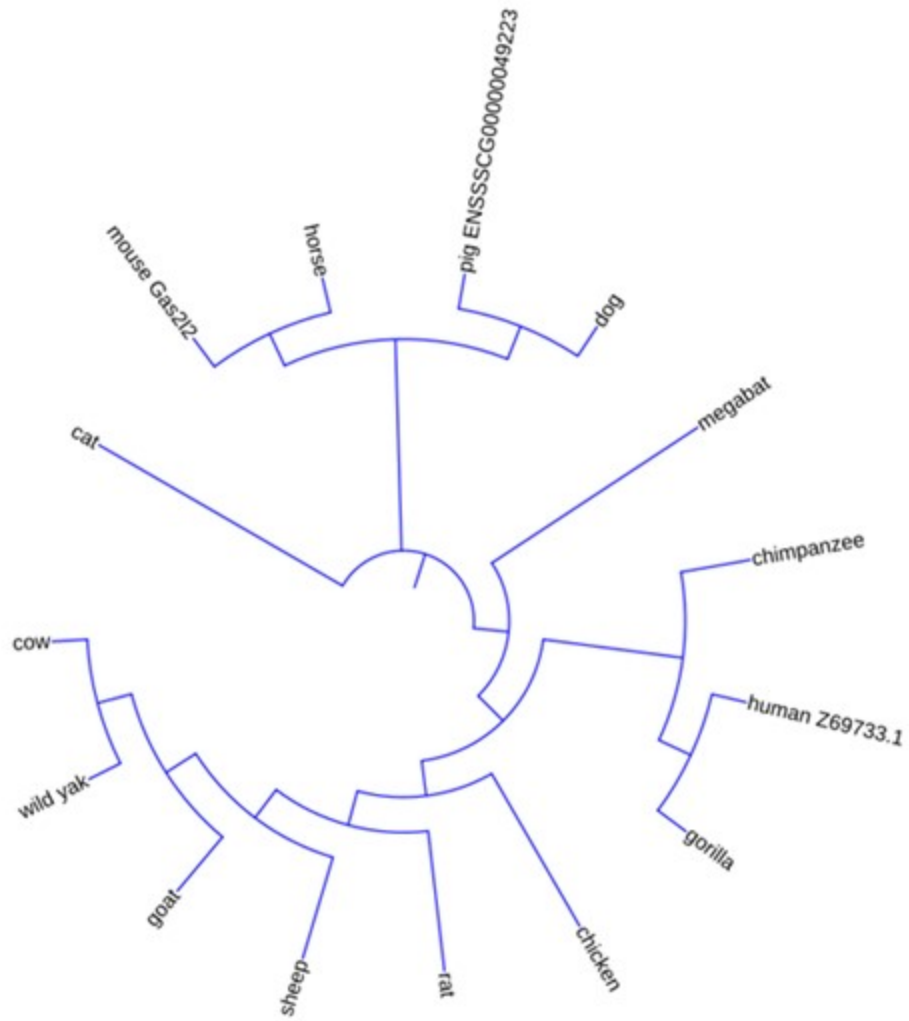 pig ENSSSCG00000049223
horse
mouse Gas2l2
dog
megabat
cat
chimpanzee
cow
human Z69733.1
wild yak
gorilla
goat
sheep
rat
chicken